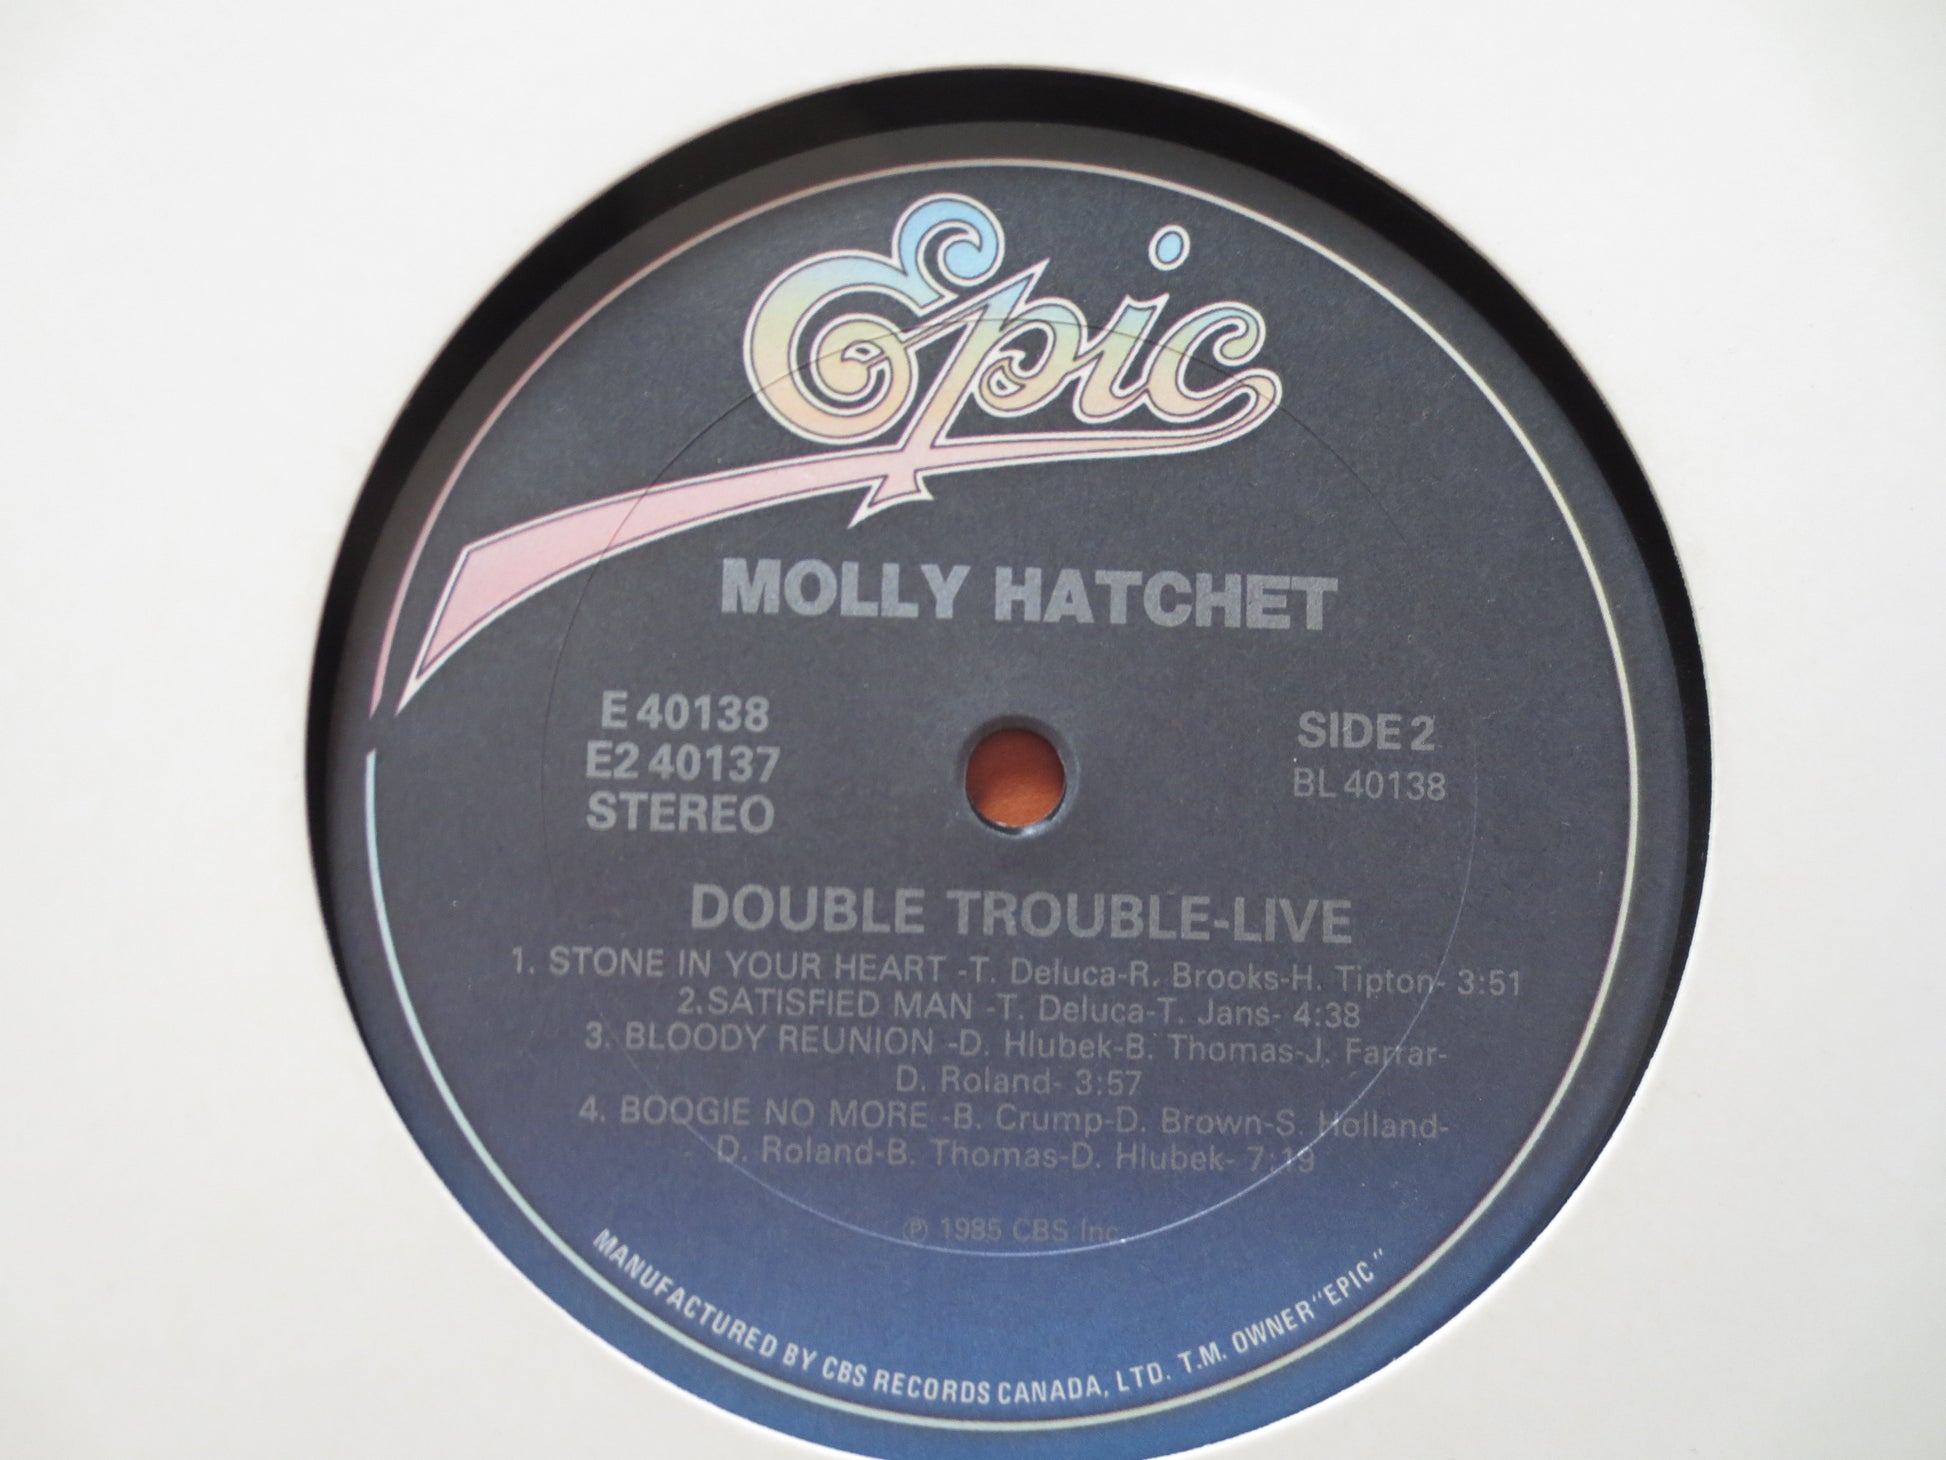 Epic
MOLLY HATCHET
E 40138
E2 40137
STEREO
SIDE 2
BL 40138
DOUBLE TROUBLE-LIVE
1. STONE IN YOUR HEART -T. Deluca-R. Brooks-H. Tipton- 3:51
2. SATISFIED MAN -T. Deluca-T. Jans- 4:38
3. BLOODY REUNION -D. Hlubek-B. Thomas-J. Farrar-
D. Roland- 3:57
4. BOOGIE NO MORE -B. Crump-D. Brown-S. Holland-
D. Roland-B. Thomas-D. Hlubek- 7:19
℗ 1985 CBS Inc.
MANUFACTURED BY CBS RECORDS CANADA, LTD. T.M. OWNER "EPIC"